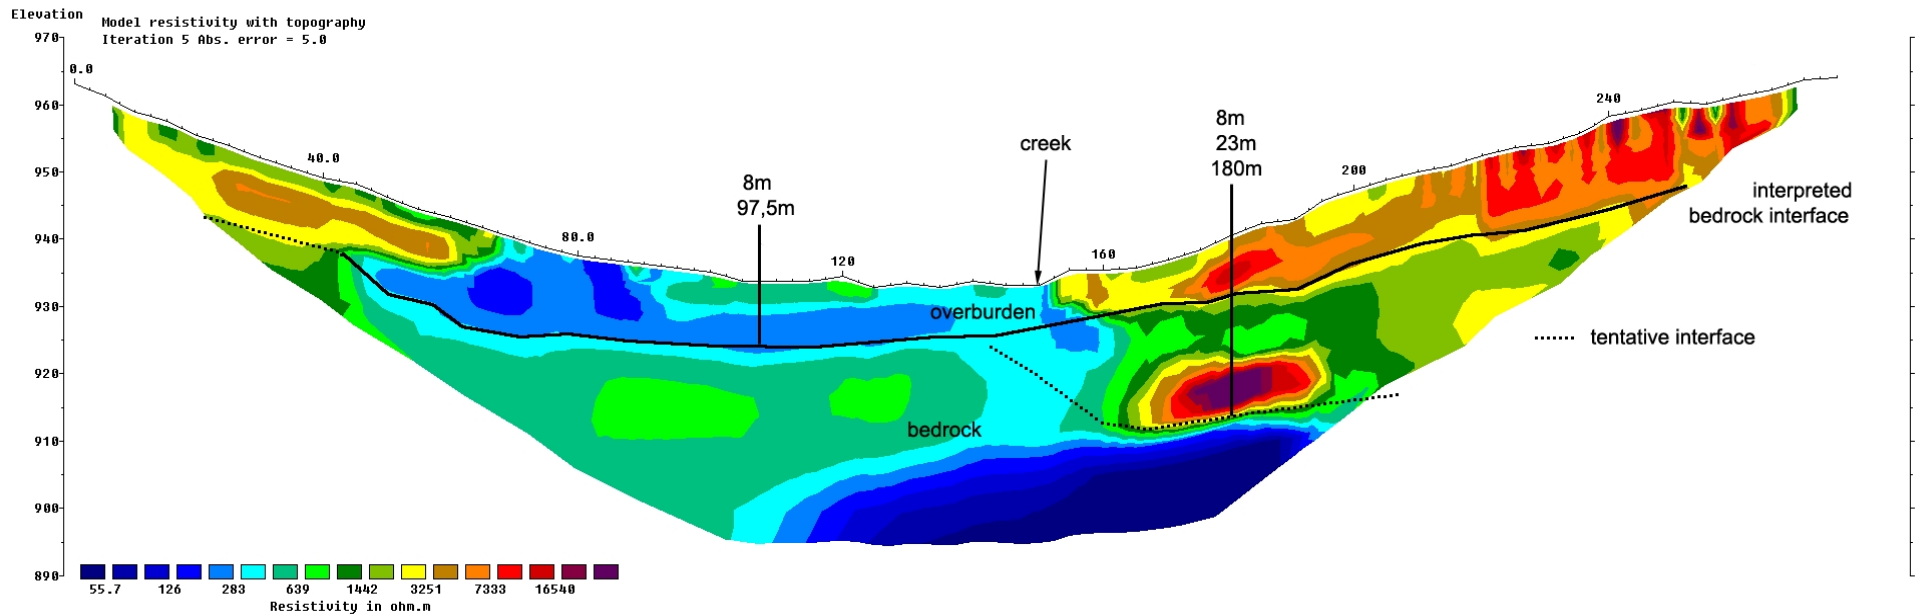 Elevation
Model resistivity with topography
Iteration 5 Abs. error = 5.0
970
0.0
960
950
940
930
920
910
900
890
40.0
80.0
120
160
200
240
8m
97,5m
creek
8m
23m
180m
interpreted
bedrock interface
overburden
tentative interface
bedrock
55.7 126 283 639 1442 3251 7333 16540
Resistivity in ohm.m